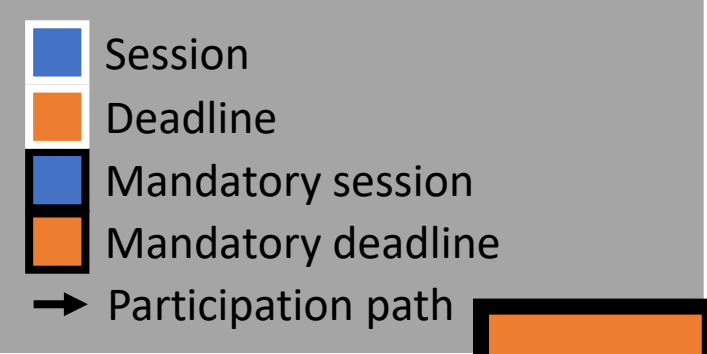 Session
Deadline
Mandatory session
Mandatory deadline
Participation path